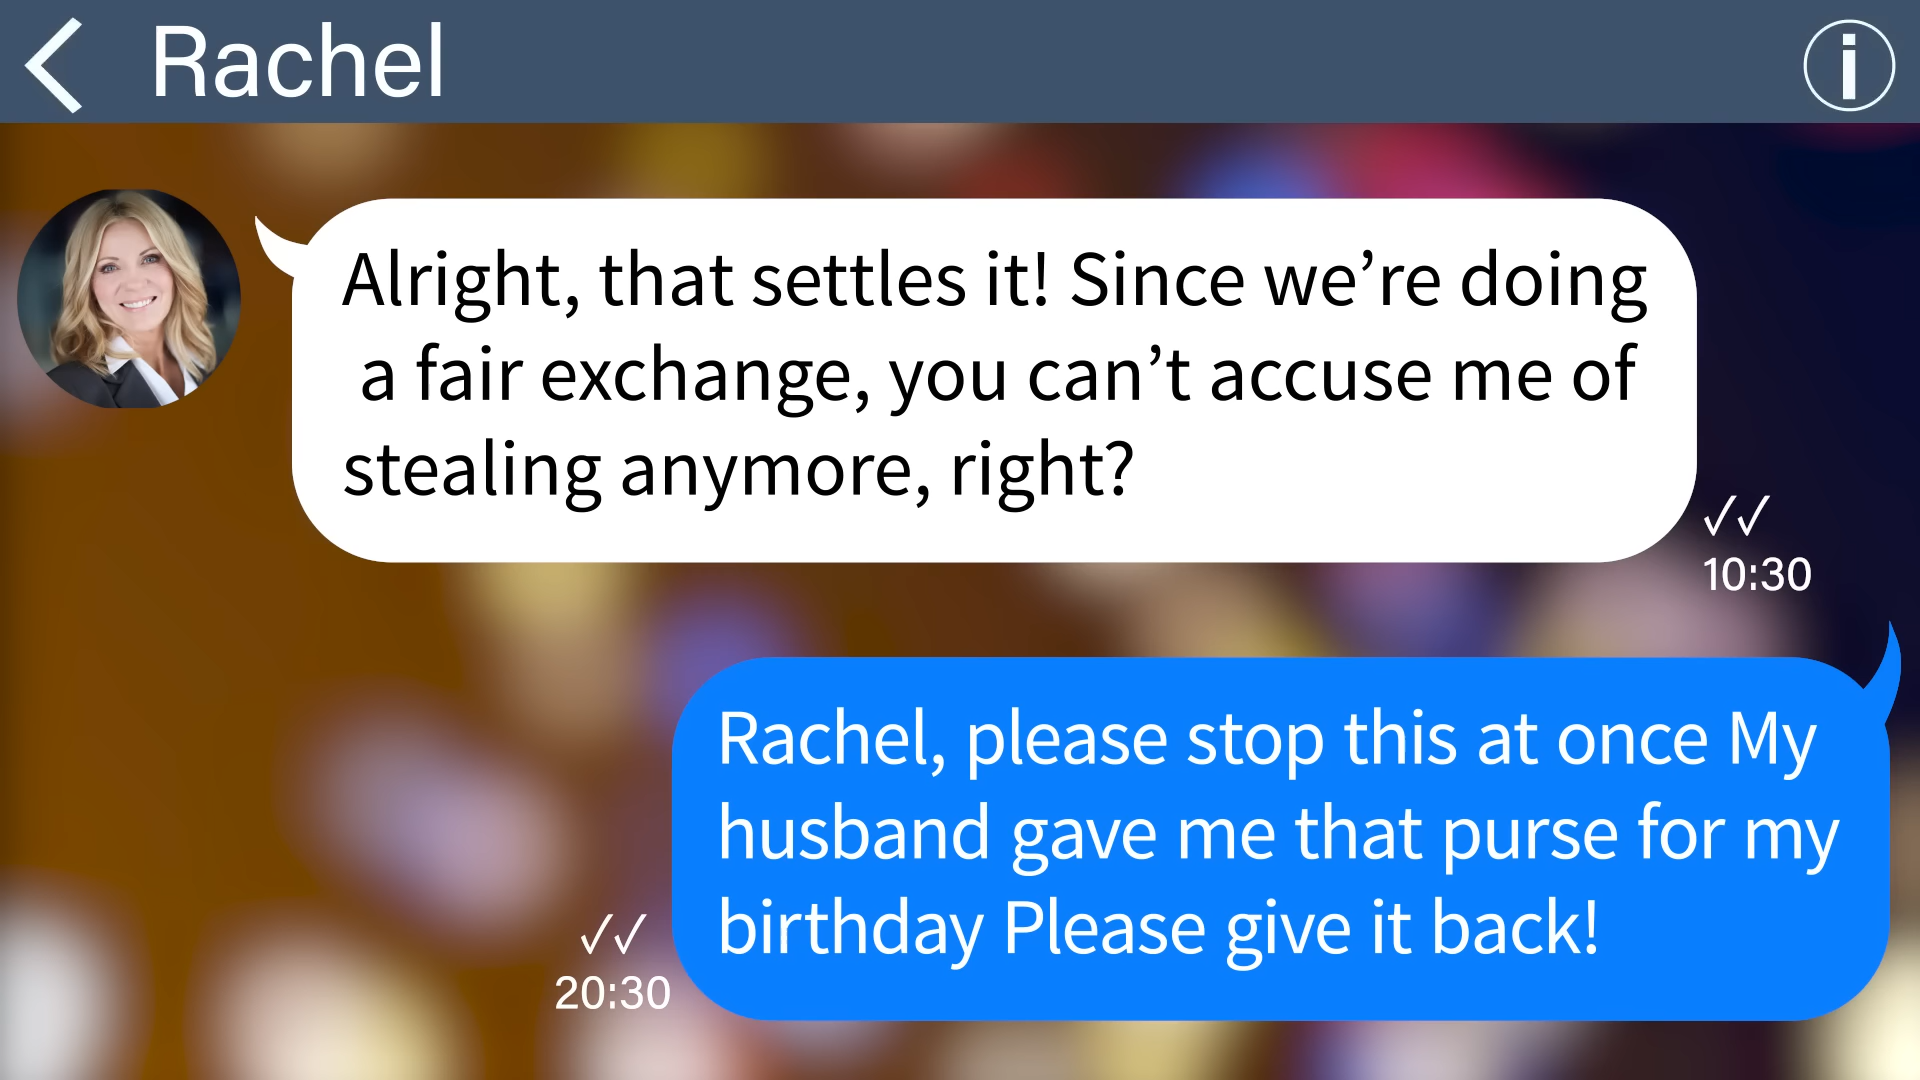 Rachel
i
Alright, that settles it! Since we’re doing
a fair exchange, you can’t accuse me of
stealing anymore, right?
✓✓
10:30
Rachel, please stop this at once My
husband gave me that purse for my
birthday Please give it back!
✓✓
20:30